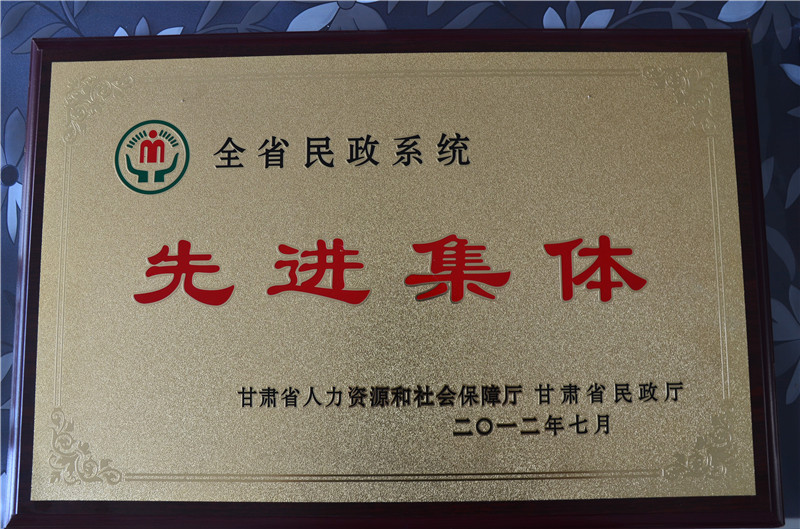 全省民政系统
先进集体
甘肃省人力资源和社会保障厅 甘肃省民政厅
二〇一二年七月